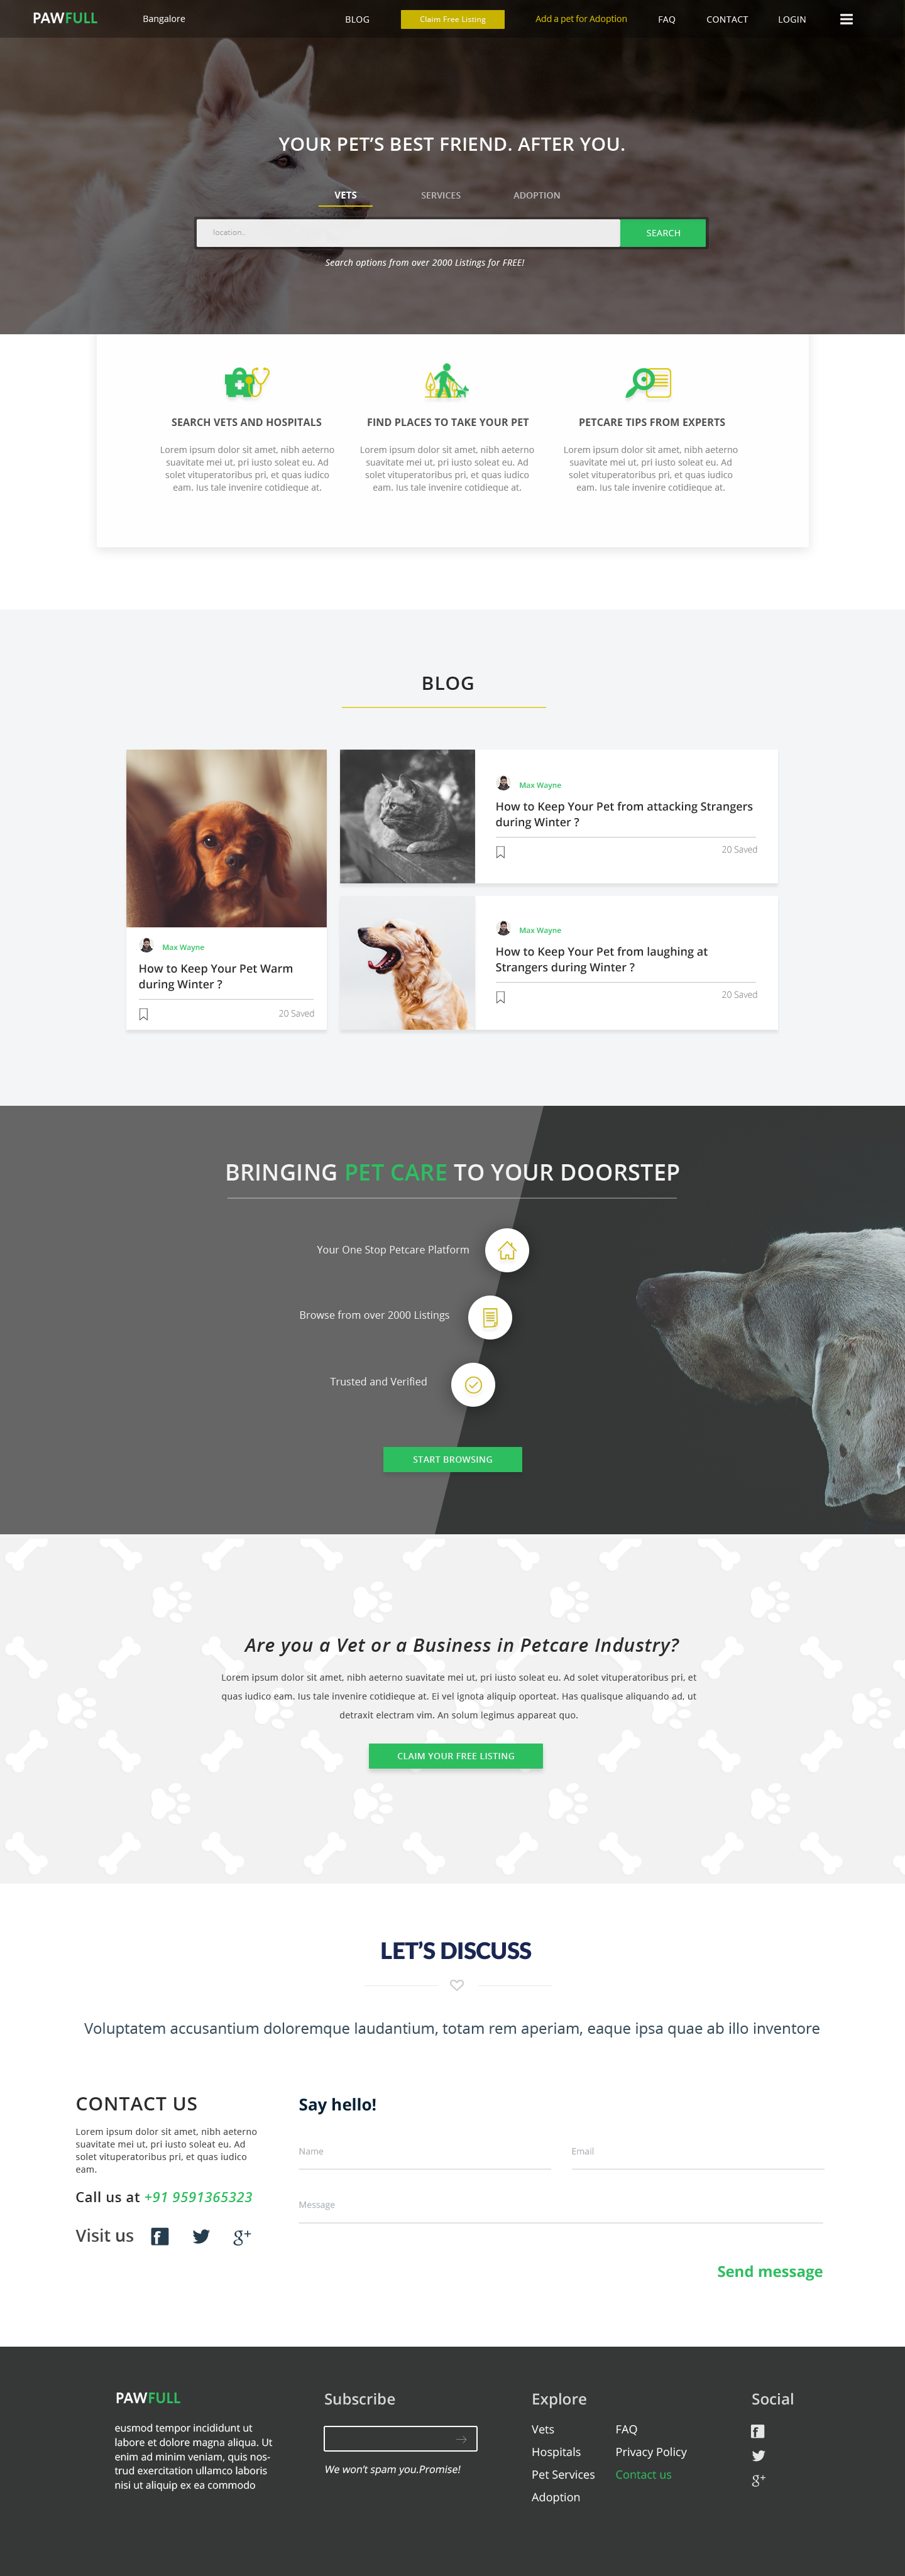 PAWFULL
Bangalore
BLOG
Claim Free Listing
Add a pet for Adoption
FAQ
CONTACT
LOGIN
YOUR PET'S BEST FRIEND. AFTER YOU.
VETS
SERVICES
ADOPTION
location..
SEARCH
Search options from over 2000 Listings for FREE!
SEARCH VETS AND HOSPITALS
Lorem ipsum dolor sit amet, nibh aeterno
suavitate mei ut, pri iusto soleat eu. Ad
solet vituperatoribus pri, et quas iudico
eam. Ius tale invenire cotidieque at.
FIND PLACES TO TAKE YOUR PET
Lorem ipsum dolor sit amet, nibh aeterno
suavitate mei ut, pri iusto soleat eu. Ad
solet vituperatoribus pri, et quas iudico
eam. Ius tale invenire cotidieque at.
PETCARE TIPS FROM EXPERTS
Lorem ipsum dolor sit amet, nibh aeterno
suavitate mei ut, pri iusto soleat eu. Ad
solet vituperatoribus pri, et quas iudico
eam. Ius tale invenire cotidieque at.
BLOG
Max Wayne
How to Keep Your Pet Warm
during Winter ?
20 Saved
Max Wayne
How to Keep Your Pet from attacking Strangers
during Winter ?
20 Saved
Max Wayne
How to Keep Your Pet from laughing at
Strangers during Winter ?
20 Saved
BRINGING PET CARE TO YOUR DOORSTEP
Your One Stop Petcare Platform
Browse from over 2000 Listings
Trusted and Verified
START BROWSING
Are you a Vet or a Business in Petcare Industry?
Lorem ipsum dolor sit amet, nibh aeterno suavitate mei ut, pri iusto soleat eu. Ad solet vituperatoribus pri, et
quas iudico eam. Ius tale invenire cotidieque at. Ei vel ignota aliquip oporteat. Has qualisque aliquando ad, ut
detraxit electram vim. An solum legimus appareat quo.
CLAIM YOUR FREE LISTING
LET'S DISCUSS
Voluptatem accusantium doloremque laudantium, totam rem aperiam, eaque ipsa quae ab illo inventore
CONTACT US
Lorem ipsum dolor sit amet, nibh aeterno
suavitate mei ut, pri iusto soleat eu. Ad
solet vituperatoribus pri, et quas iudico
eam.
Call us at +91 9591365323
Visit us
Say hello!
Name
Email
Message
Send message
PAWFULL
eusmod tempor incididunt ut
labore et dolore magna aliqua. Ut
enim ad minim veniam, quis nos-
trud exercitation ullamco laboris
nisi ut aliquip ex ea commodo
Subscribe
We won't spam you.Promise!
Explore
Vets
Hospitals
Pet Services
Adoption
FAQ
Privacy Policy
Contact us
Social